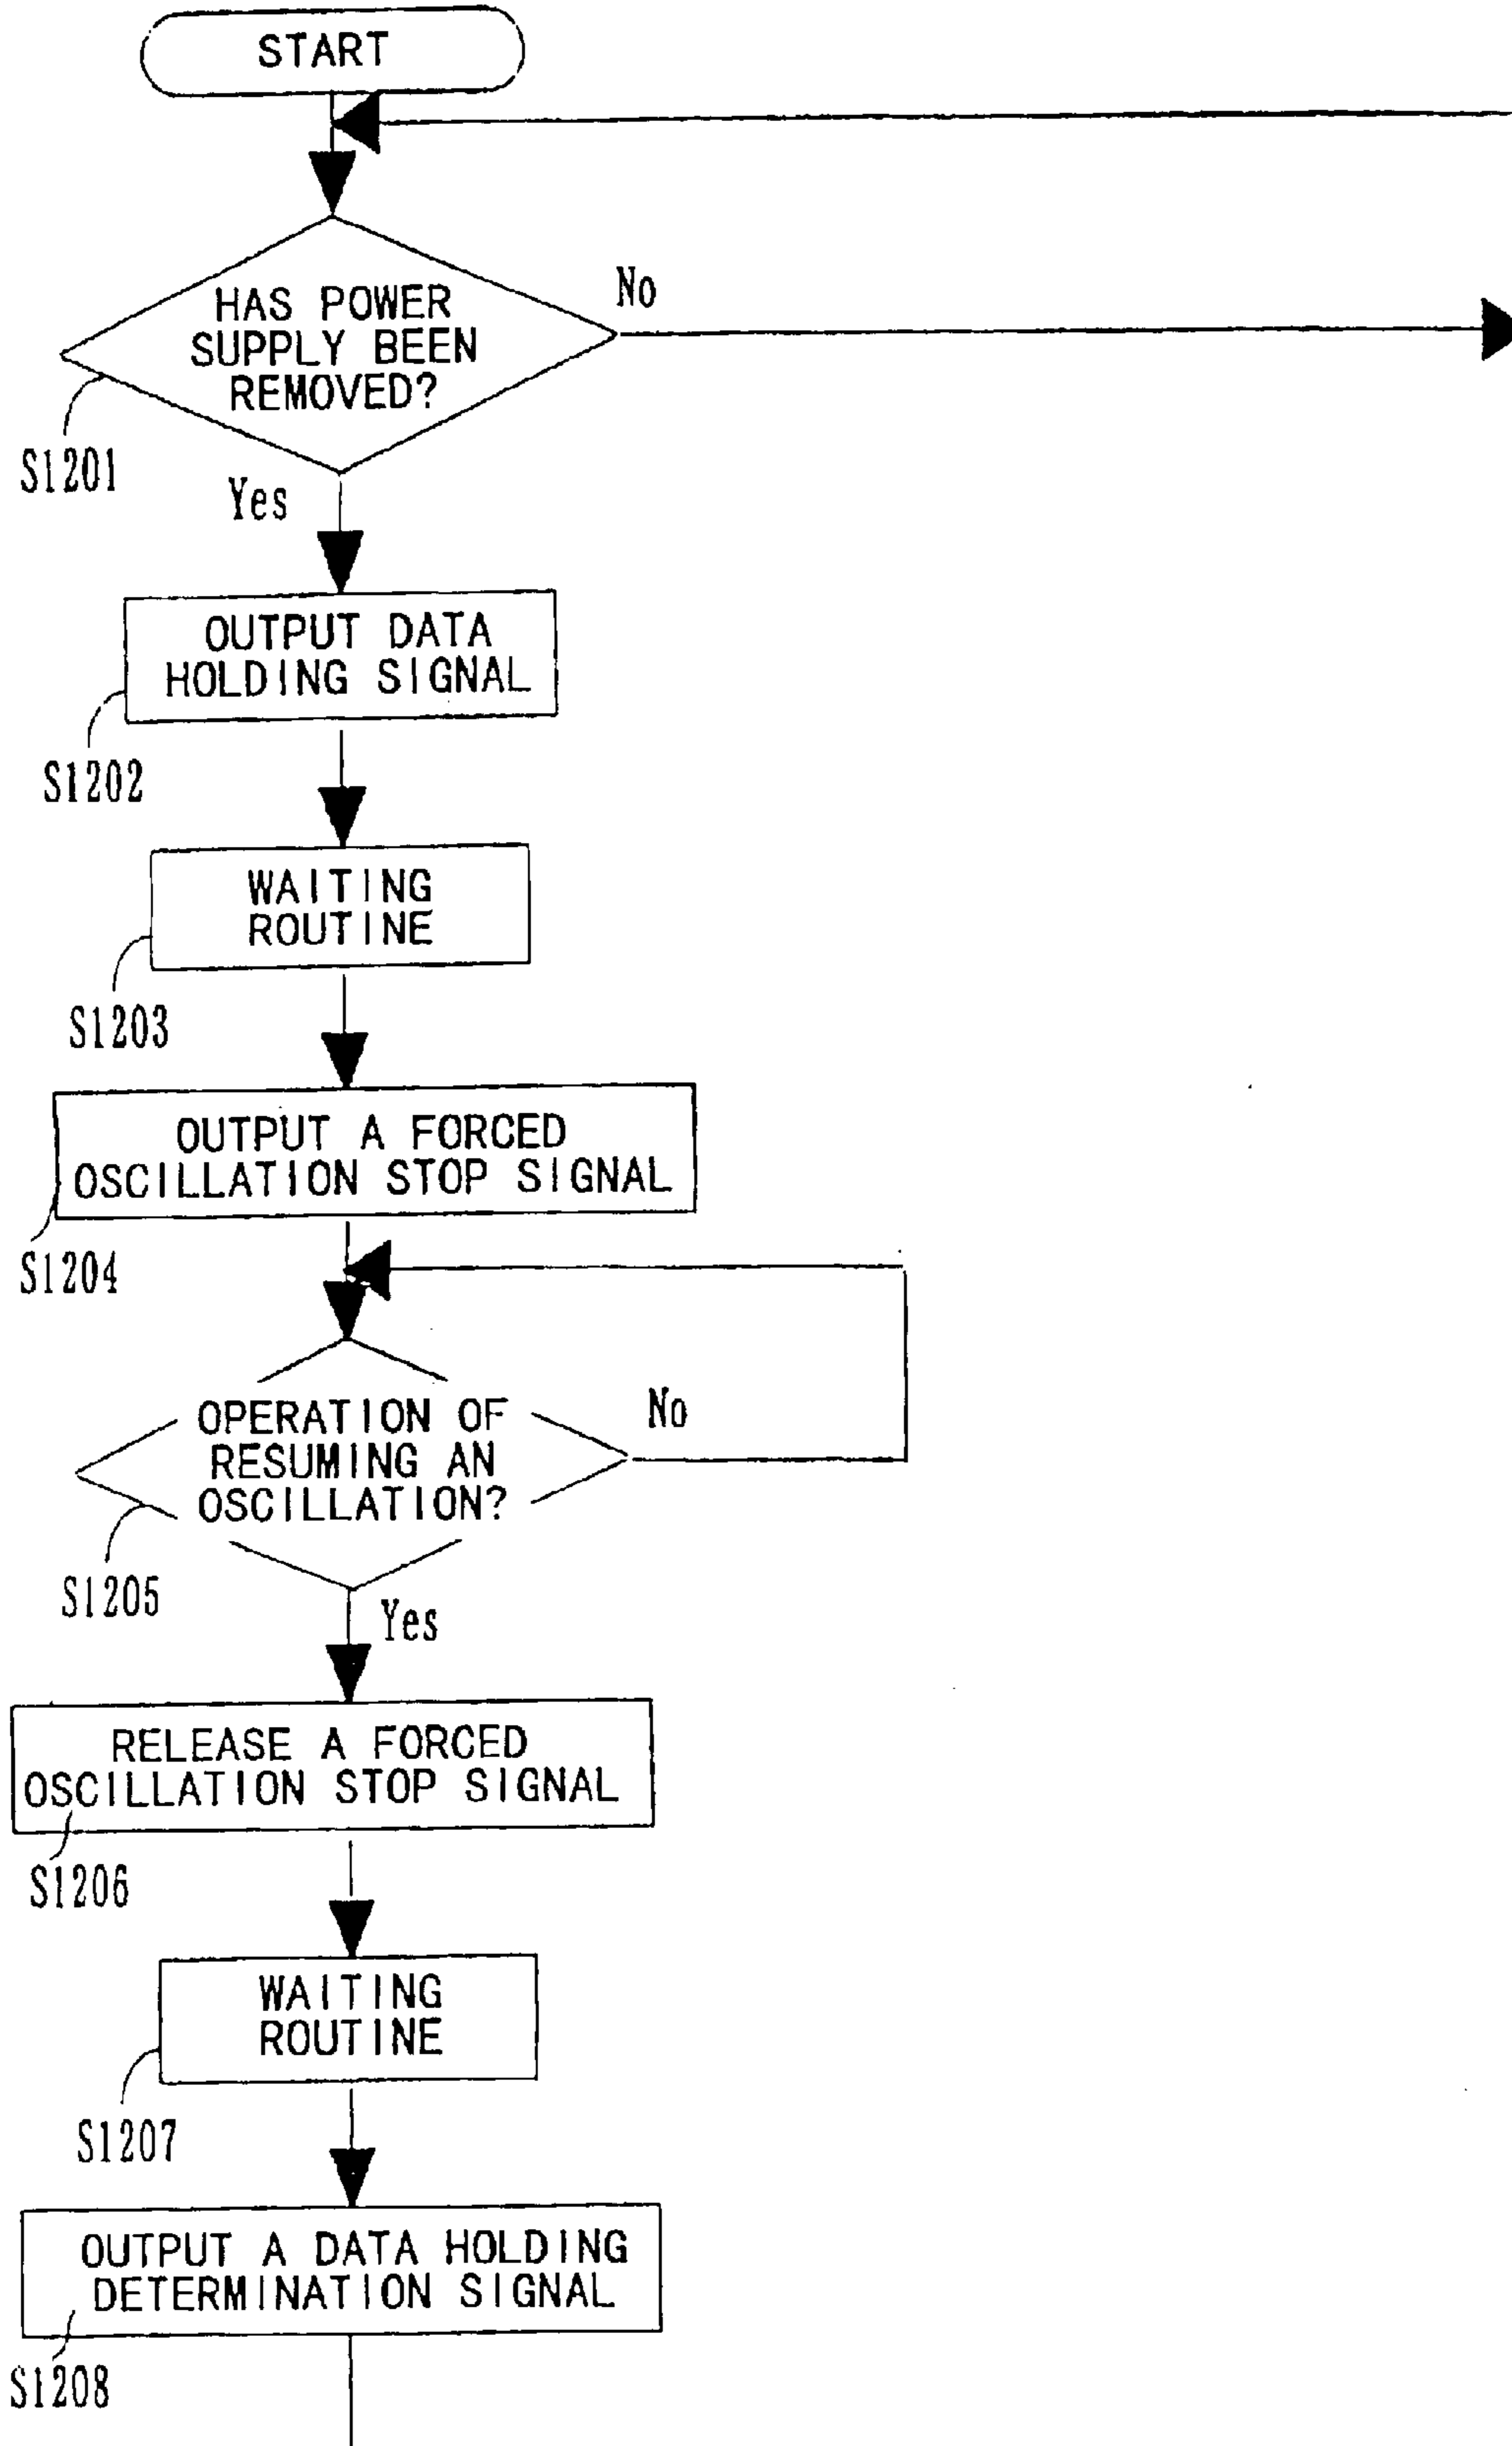 START
HAS POWER
SUPPLY BEEN
REMOVED?
No
S1201
Yes
OUTPUT DATA
HOLDING SIGNAL
S1202
WAITING
ROUTINE
S1203
OUTPUT A FORCED
OSCILLATION STOP SIGNAL
S1204
OPERATION OF
RESUMING AN
OSCILLATION?
No
S1205
Yes
RELEASE A FORCED
OSCILLATION STOP SIGNAL
S1206
WAITING
ROUTINE
S1207
OUTPUT A DATA HOLDING
DETERMINATION SIGNAL
S1208